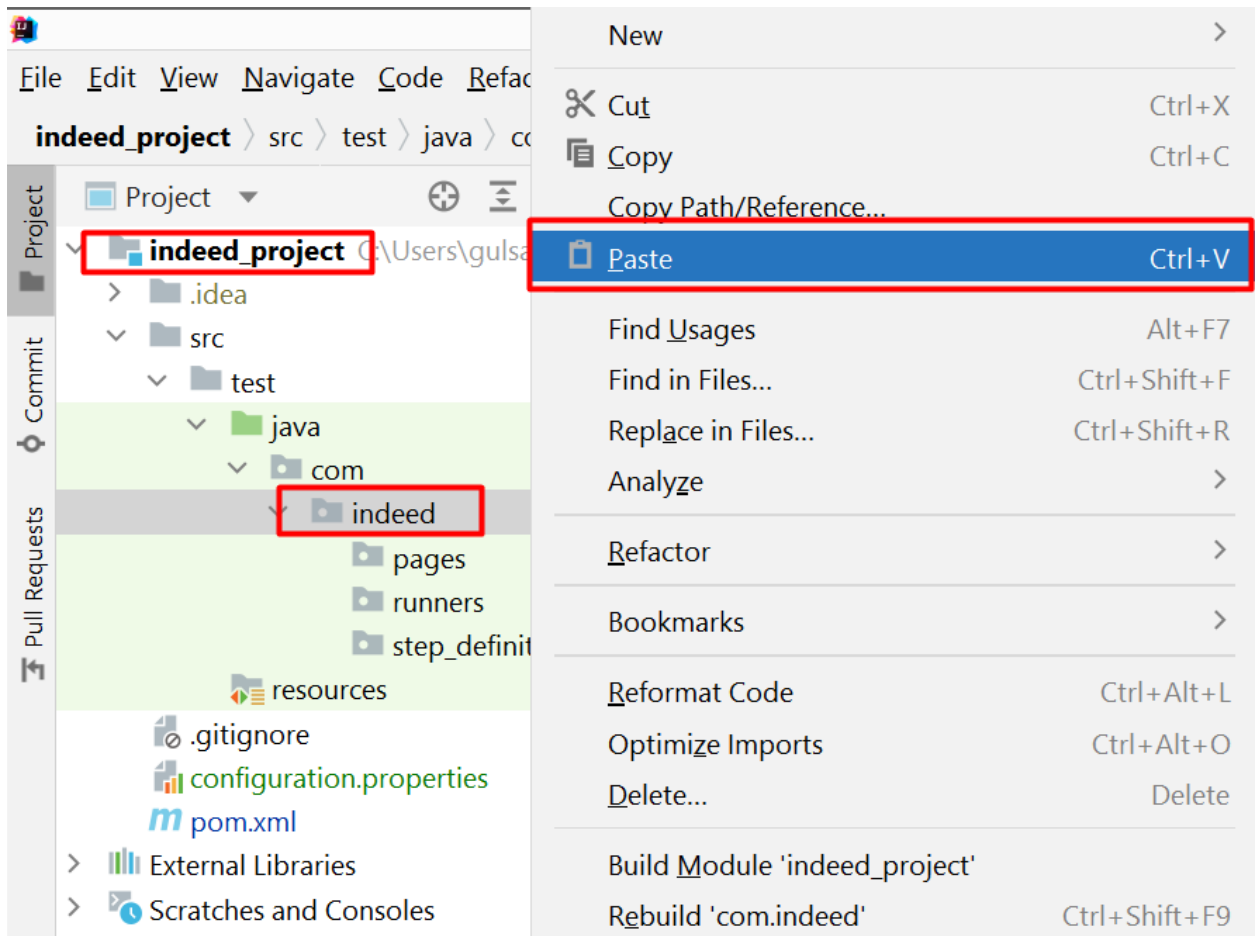 File Edit View Navigate Code Refac
indeed_project 〉 src 〉 test 〉 java 〉 co
Project
Commit
Pull Requests
Project
indeed_project C:\Users\gulsa
.idea
src
test
java
com
indeed
pages
runners
step_definit
resources
.gitignore
configuration.properties
pom.xml
External Libraries
Scratches and Consoles
New
Cut Ctrl+X
Copy Ctrl+C
Copy Path/Reference...
Paste Ctrl+V
Find Usages Alt+F7
Find in Files... Ctrl+Shift+F
Replace in Files... Ctrl+Shift+R
Analyze
Refactor
Bookmarks
Reformat Code Ctrl+Alt+L
Optimize Imports Ctrl+Alt+O
Delete... Delete
Build Module 'indeed_project'
Rebuild 'com.indeed' Ctrl+Shift+F9